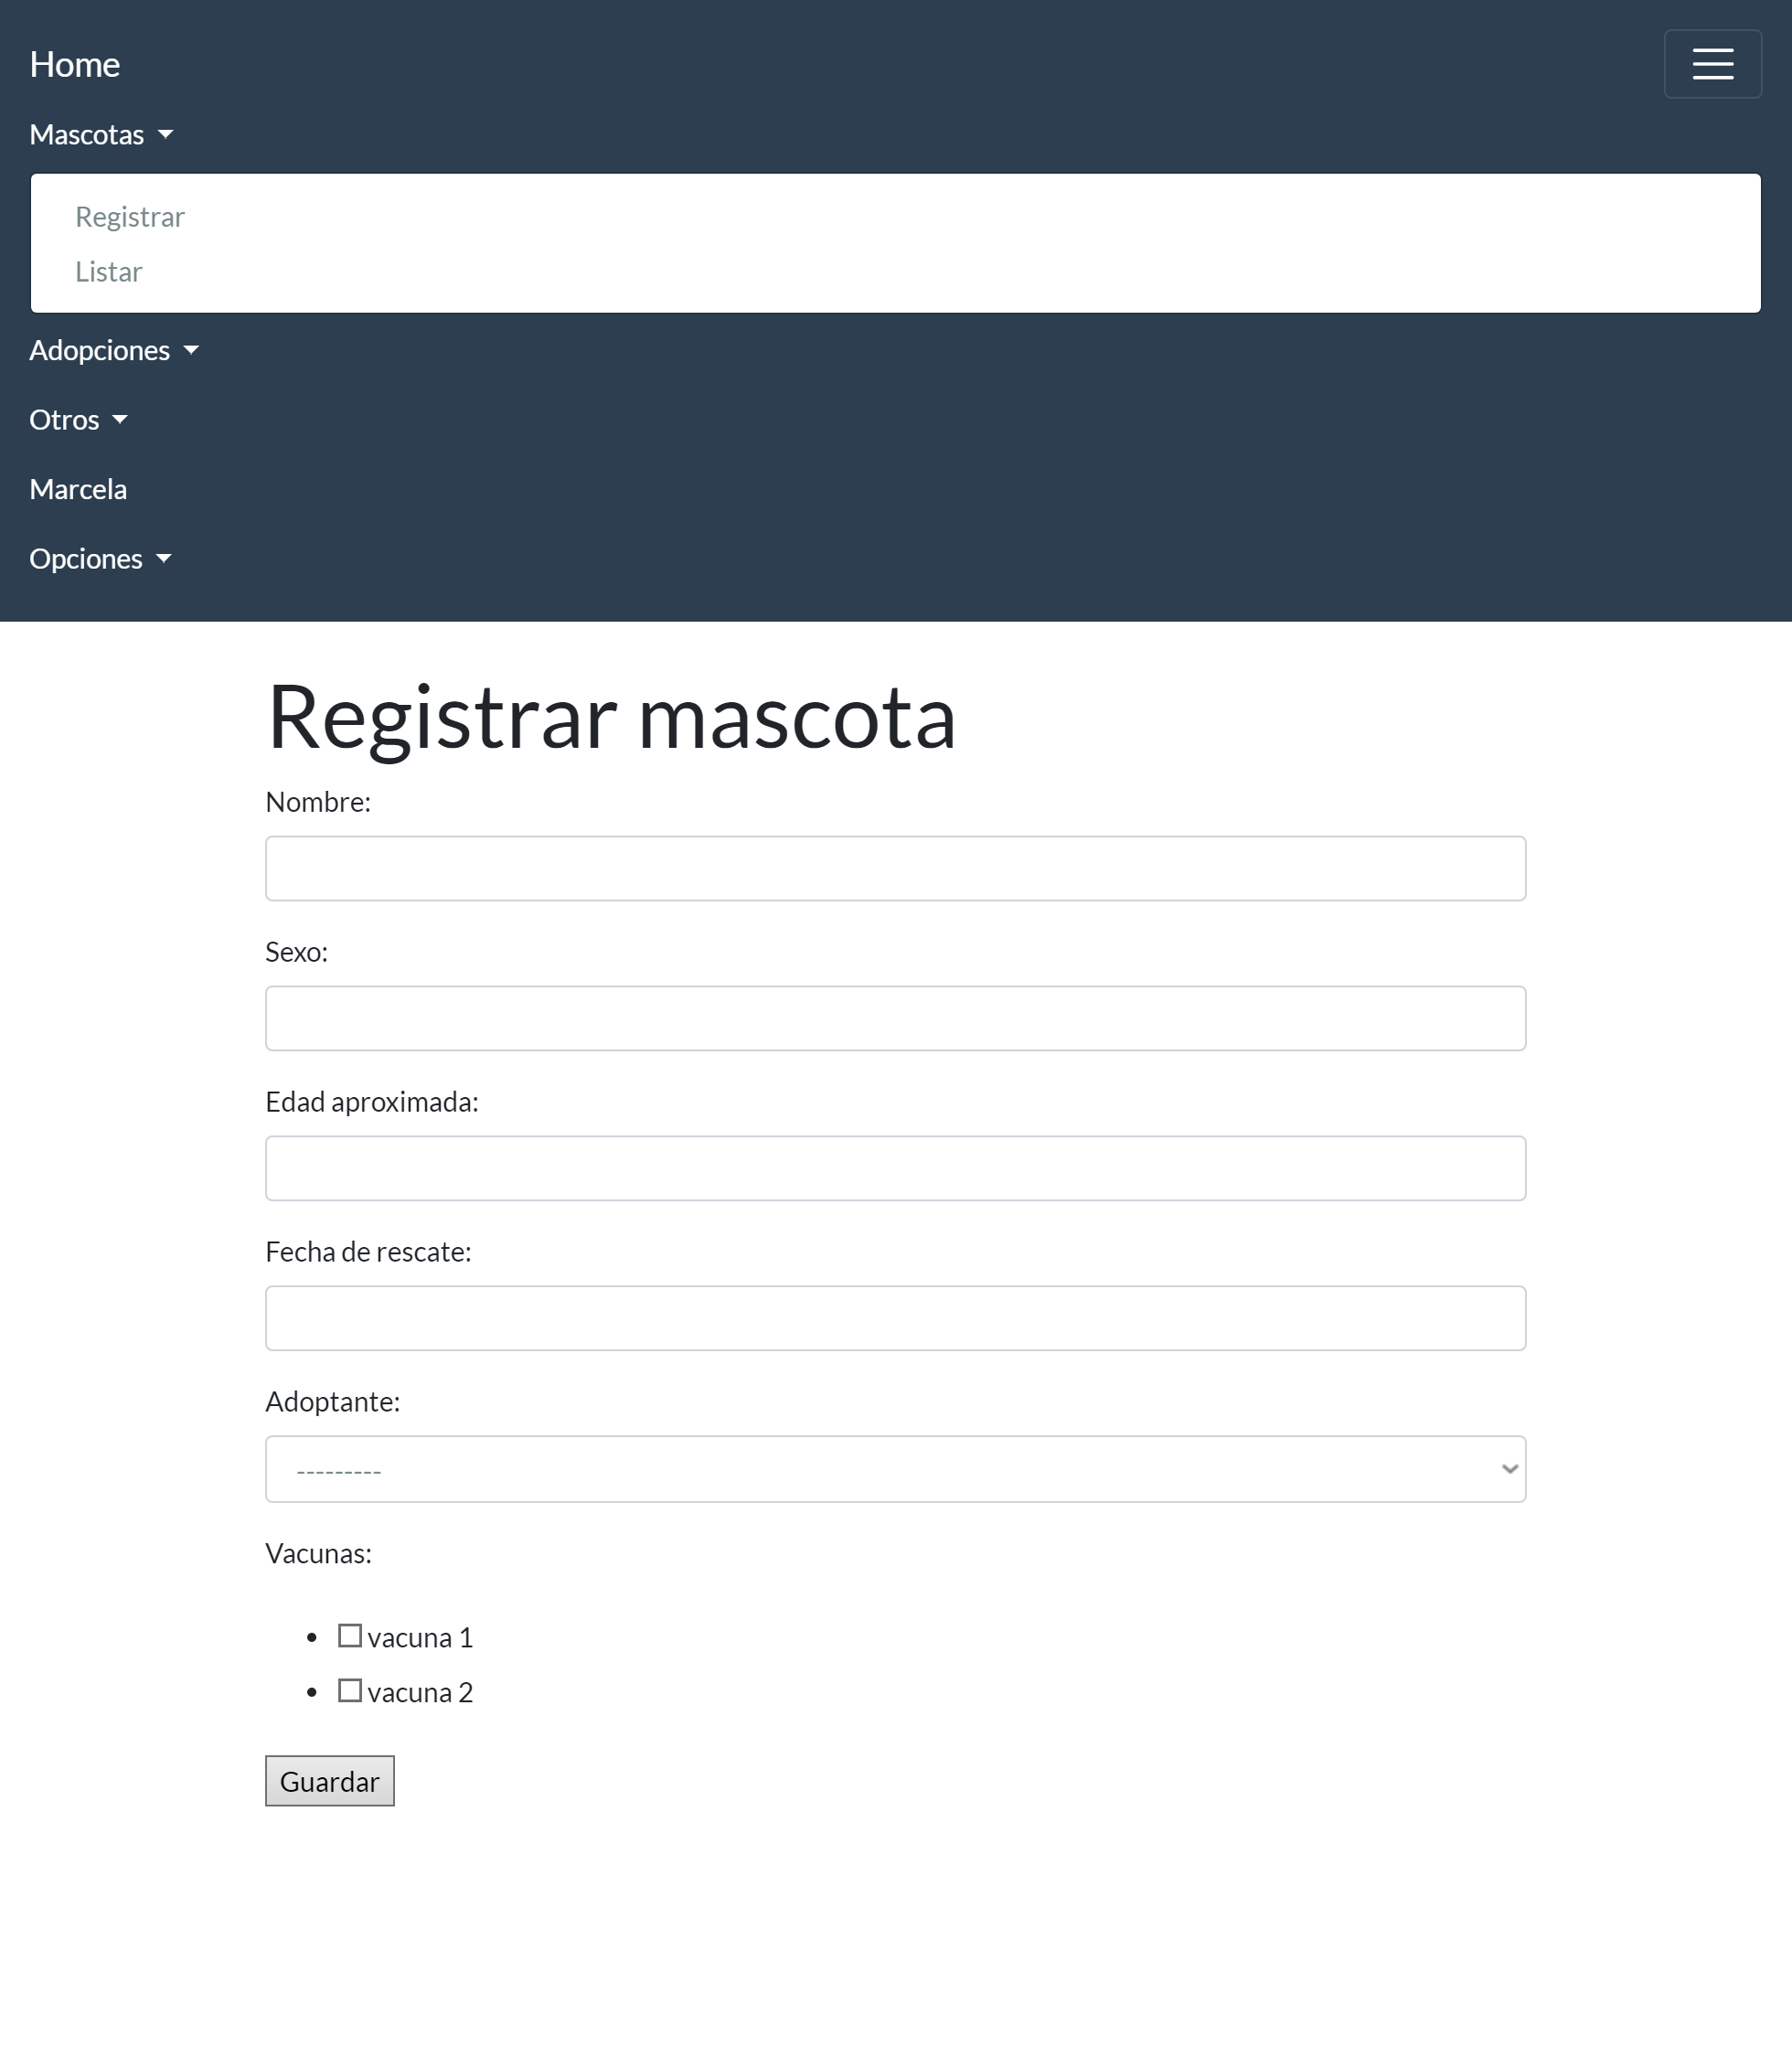 Home
Mascotas
Registrar
Listar
Adopciones
Otros
Marcela
Opciones
Registrar mascota
Nombre:
Sexo:
Edad aproximada:
Fecha de rescate:
Adoptante:
---------
Vacunas:
vacuna 1
vacuna 2
Guardar